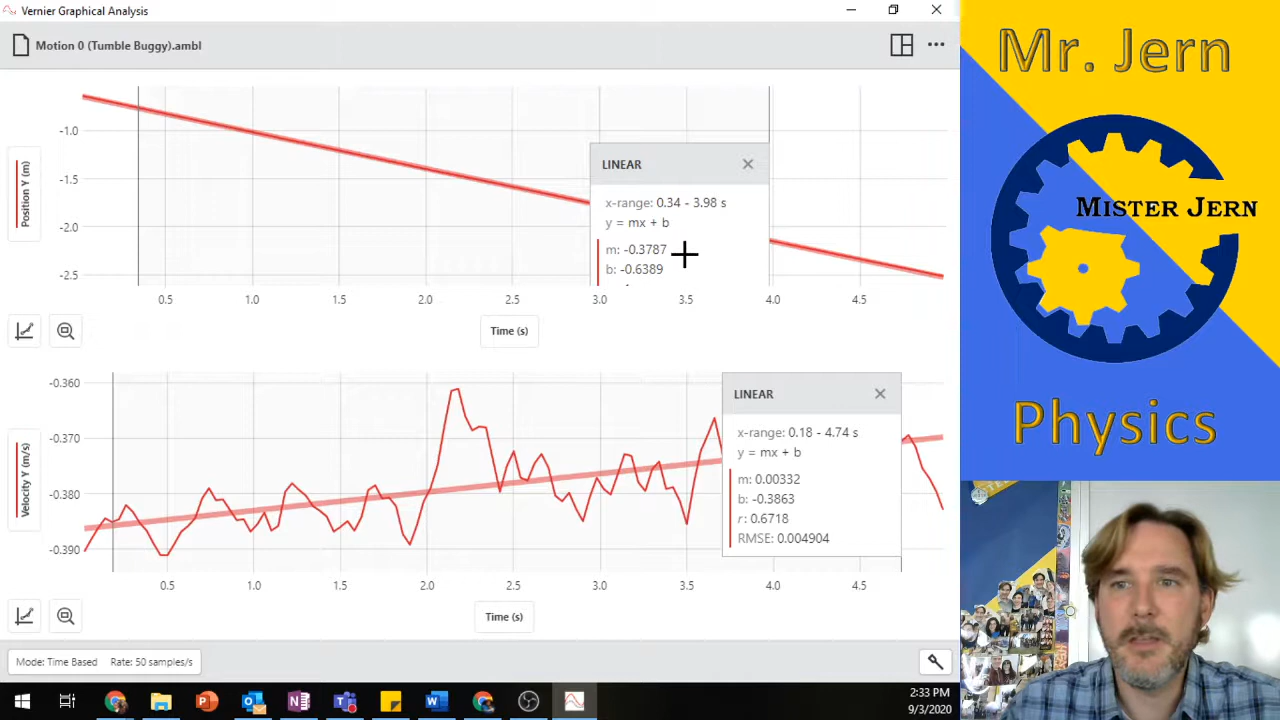 Vernier Graphical Analysis
Motion 0 (Tumble Buggy).ambl
Position Y (m)
-1.0
-1.5
-2.0
-2.5
0.5 1.0 1.5 2.0 2.5 3.0 3.5 4.0 4.5
LINEAR
x-range: 0.34 - 3.98 s
y = mx + b
m: -0.3787
b: -0.6389
Time (s)
Velocity Y (m/s)
-0.360
-0.370
-0.380
-0.390
0.5 1.0 1.5 2.0 2.5 3.0 3.5 4.0 4.5
LINEAR
x-range: 0.18 - 4.74 s
y = mx + b
m: 0.00332
b: -0.3863
r: 0.6718
RMSE: 0.004904
Time (s)
Mode: Time Based Rate: 50 samples/s
2:33 PM
9/3/2020
Mr. Jern
MISTER JERN
Physics